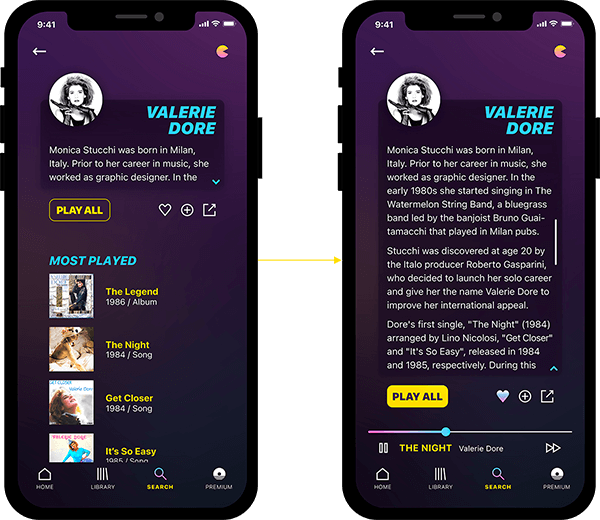 9:41
VALERIE
DORE
Monica Stucchi was born in Milan,
Italy. Prior to her career in music, she
worked as graphic designer. In the
PLAY ALL
MOST PLAYED
The Legend
1986 / Album
The Night
1984 / Song
Get Closer
1984 / Song
It's So Easy
1985 / Song
HOME
LIBRARY
SEARCH
PREMIUM
9:41
VALERIE
DORE
Monica Stucchi was born in Milan,
Italy. Prior to her career in music, she
worked as graphic designer. In the
early 1980s she started singing in The
Watermelon String Band, a bluegrass
band led by the banjoist Bruno Guai-
tamacchi that played in Milan pubs.
Stucchi was discovered at age 20 by
the Italo producer Roberto Gasparini,
who decided to launch her solo career
and give her the name Valerie Dore to
improve her international appeal.
Dore's first single, "The Night" (1984)
arranged by Lino Nicolosi, "Get Closer"
and "It's So Easy", released in 1984
and 1985, respectively. During this
PLAY ALL
THE NIGHT Valerie Dore
HOME
LIBRARY
SEARCH
PREMIUM